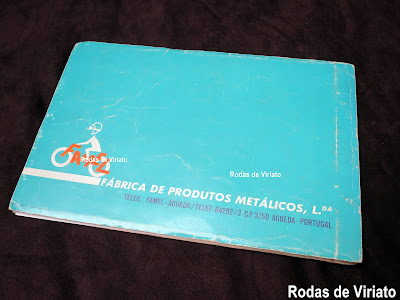 FAMEL
Rodas de Viriato
Rodas de Viriato
FÁBRICA DE PRODUTOS METÁLICOS, L.DA
TELEG.: FAMEL - ÁGUEDA / TELEF. 64292/3 C.P. 3750 ÁGUEDA - PORTUGAL
Rodas de Viriato